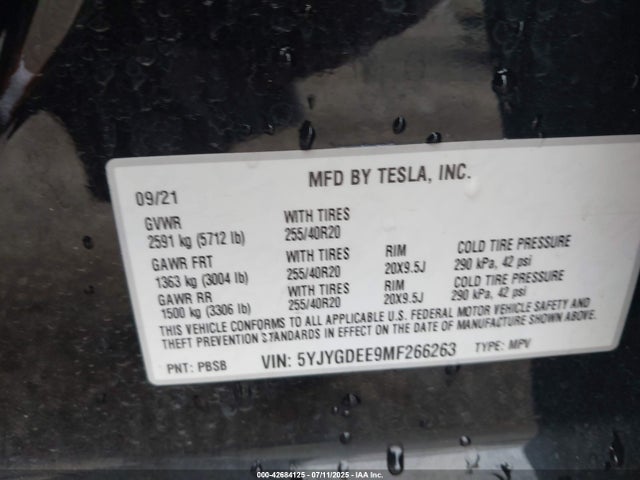 MFD BY TESLA, INC.
09/21
GVWR WITH TIRES
2591 kg (5712 lb) 255/40R20
GAWR FRT WITH TIRES RIM COLD TIRE PRESSURE
1363 kg (3004 lb) 255/40R20 20X9.5J 290 kPa, 42 psi
GAWR RR WITH TIRES RIM COLD TIRE PRESSURE
1500 kg (3306 lb) 255/40R20 20X9.5J 290 kPa, 42 psi
THIS VEHICLE CONFORMS TO ALL APPLICABLE U.S. FEDERAL MOTOR VEHICLE SAFETY AND
THEFT PREVENTION STANDARDS IN EFFECT ON THE DATE OF MANUFACTURE SHOWN ABOVE.
PNT: PBSB VIN: 5YJYGDEE9MF266263 TYPE: MPV
000-42684125 - 07/11/2025 - IAA Inc.